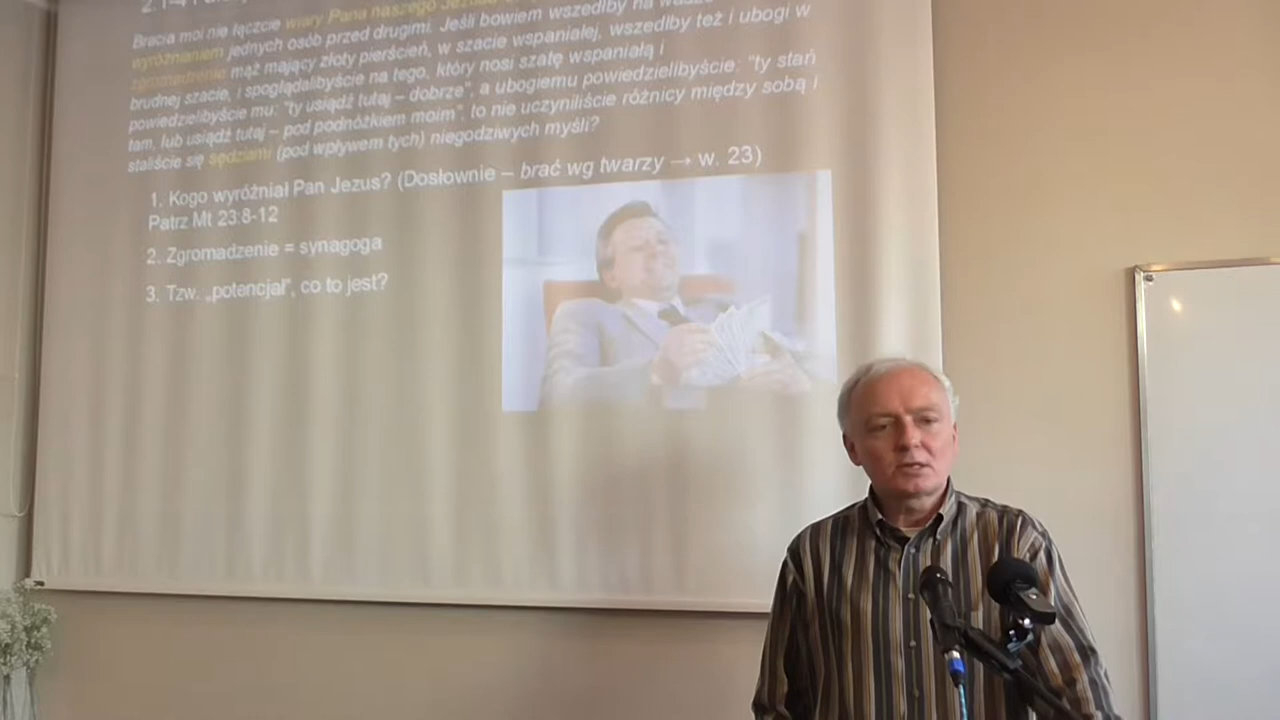 Bracia moi nie łączcie wiary Pana naszego
wyróżnianiem jednych osób przed drugimi. Jeśli bowiem wszedłby na
zgromadzenie mąż mający złoty pierścień, w szacie wspaniałej, wszedłby też i ubogi w
brudnej szacie, i spoglądalibyście na tego, który nosi szatę wspaniałą i
powiedzielibyście mu: "ty usiądź tutaj – dobrze", a ubogiemu powiedzielibyście: "ty stań
tam, lub usiądź tutaj – pod podnóżkiem moim", to nie uczyniliście różnicy między sobą i
staliście się sędziami (pod wpływem tych) niegodziwych myśli?
1. Kogo wyróżniał Pan Jezus? (Dosłownie – brać wg twarzy → w. 23)
Patrz Mt 23:8-12
2. Zgromadzenie = synagoga
3. Tzw. „potencjał", co to jest?